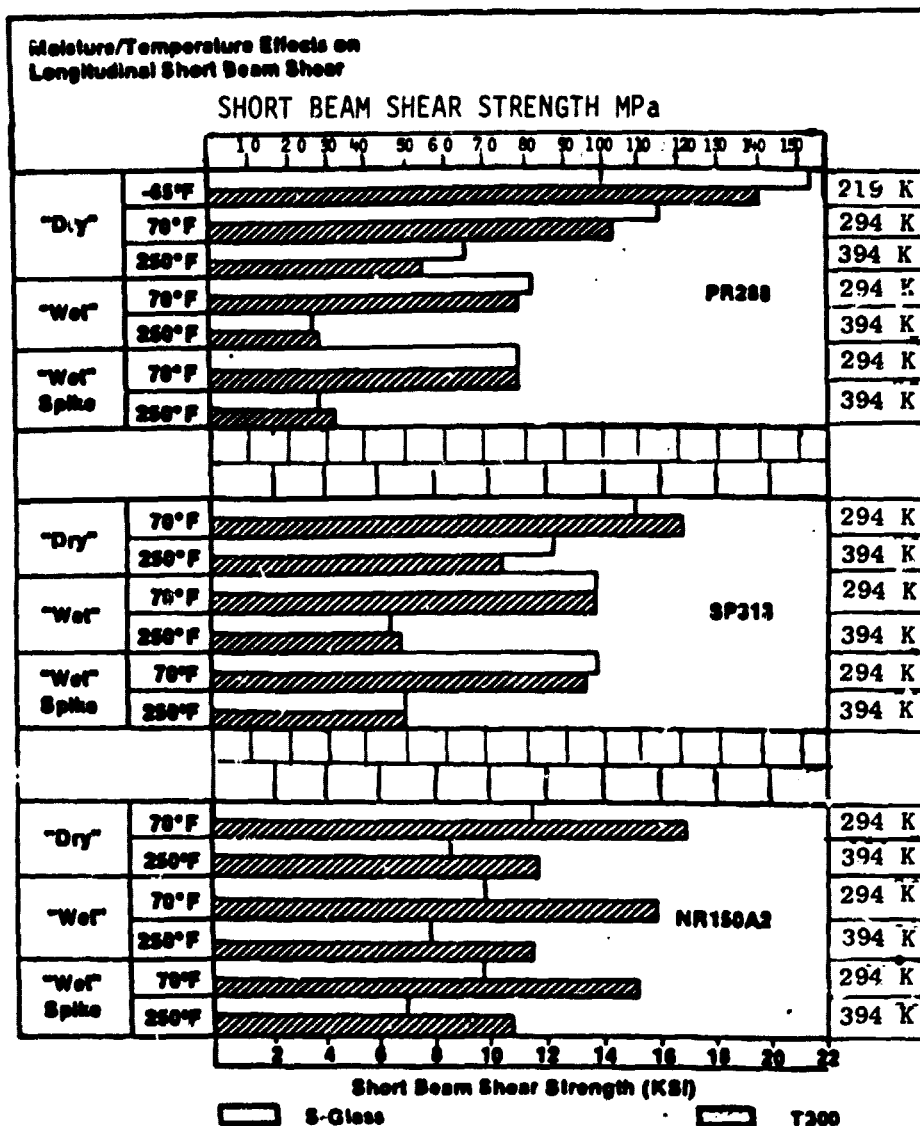 Moisture/Temperature Effects on
Longitudinal Short Beam Shear
SHORT BEAM SHEAR STRENGTH MPa
10 20 30 40 50 60 70 80 90 100 110 120 130 140 150
"Dry" -65°F 219 K
70°F 294 K
250°F 394 K
"Wet" 70°F 294 K
250°F 394 K
"Wet" Spike 70°F 294 K
250°F 394 K
PR288
"Dry" 70°F 294 K
250°F 394 K
"Wet" 70°F 294 K
250°F 394 K
"Wet" Spike 70°F 294 K
250°F 394 K
SP313
"Dry" 70°F 294 K
250°F 394 K
"Wet" 70°F 294 K
250°F 394 K
"Wet" Spike 70°F 294 K
250°F 394 K
NR150A2
2 4 6 8 10 12 14 16 18 20 22
Short Beam Shear Strength (KSI)
S-Glass T300